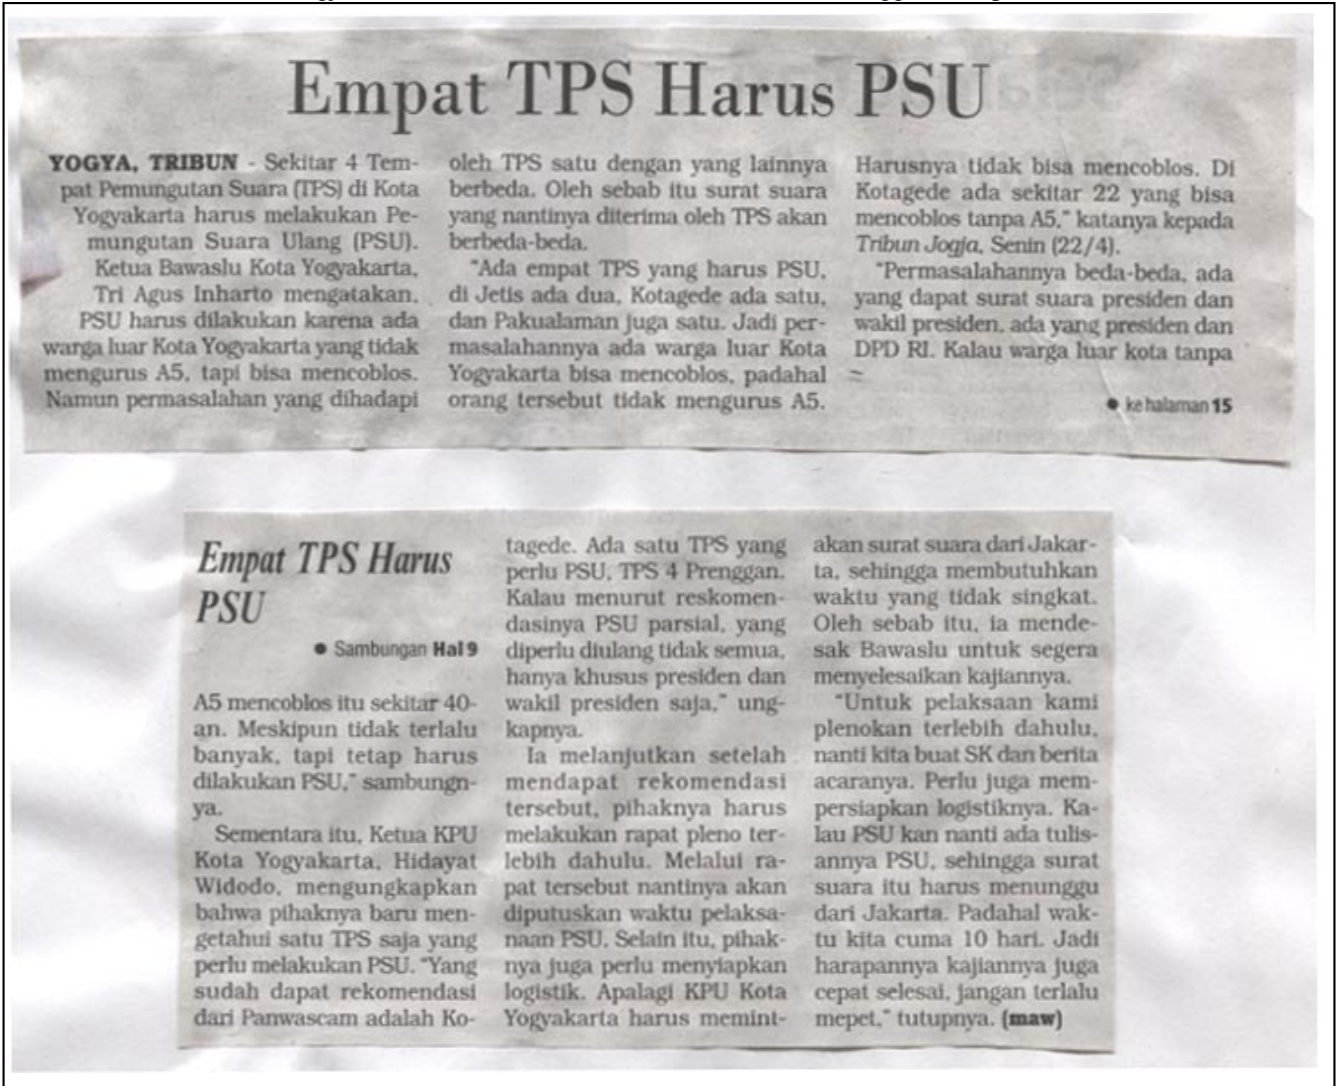 Empat TPS Harus PSU
YOGYA, TRIBUN - Sekitar 4 Tem-
pat Pemungutan Suara (TPS) di Kota
Yogyakarta harus melakukan Pe-
mungutan Suara Ulang (PSU).
Ketua Bawaslu Kota Yogyakarta,
Tri Agus Inharto mengatakan,
PSU harus dilakukan karena ada
warga luar Kota Yogyakarta yang tidak
mengurus A5, tapi bisa mencoblos.
Namun permasalahan yang dihadapi
oleh TPS satu dengan yang lainnya
berbeda. Oleh sebab itu surat suara
yang nantinya diterima oleh TPS akan
berbeda-beda.
"Ada empat TPS yang harus PSU,
di Jetis ada dua, Kotagede ada satu,
dan Pakualaman juga satu. Jadi per-
masalahannya ada warga luar Kota
Yogyakarta bisa mencoblos, padahal
orang tersebut tidak mengurus A5.
Harusnya tidak bisa mencoblos. Di
Kotagede ada sekitar 22 yang bisa
mencoblos tanpa A5," katanya kepada
Tribun Jogja, Senin (22/4).
"Permasalahannya beda-beda, ada
yang dapat surat suara presiden dan
wakil presiden, ada yang presiden dan
DPD RI. Kalau warga luar kota tanpa
● ke halaman 15
Empat TPS Harus
PSU
● Sambungan Hal 9
A5 mencoblos itu sekitar 40-
an. Meskipun tidak terlalu
banyak, tapi tetap harus
dilakukan PSU," sambungn-
ya.
Sementara itu, Ketua KPU
Kota Yogyakarta, Hidayat
Widodo, mengungkapkan
bahwa pihaknya baru men-
getahui satu TPS saja yang
perlu melakukan PSU. "Yang
sudah dapat rekomendasi
dari Panwascam adalah Ko-
tagede. Ada satu TPS yang
perlu PSU, TPS 4 Prenggan.
Kalau menurut reskomen-
dasinya PSU parsial, yang
diperlu diulang tidak semua,
hanya khusus presiden dan
wakil presiden saja," ung-
kapnya.
Ia melanjutkan setelah
mendapat rekomendasi
tersebut, pihaknya harus
melakukan rapat pleno ter-
lebih dahulu. Melalui ra-
pat tersebut nantinya akan
diputuskan waktu pelaksa-
naan PSU. Selain itu, pihak-
nya juga perlu menyiapkan
logistik. Apalagi KPU Kota
Yogyakarta harus memint-
akan surat suara dari Jakar-
ta, sehingga membutuhkan
waktu yang tidak singkat.
Oleh sebab itu, ia mende-
sak Bawaslu untuk segera
menyelesaikan kajiannya.
"Untuk pelaksaan kami
plenokan terlebih dahulu,
nanti kita buat SK dan berita
acaranya. Perlu juga mem-
persiapkan logistiknya. Ka-
lau PSU kan nanti ada tulis-
annya PSU, sehingga surat
suara itu harus menunggu
dari Jakarta. Padahal wak-
tu kita cuma 10 hari. Jadi
harapannya kajiannya juga
cepat selesai, jangan terlalu
mepet," tutupnya. (maw)